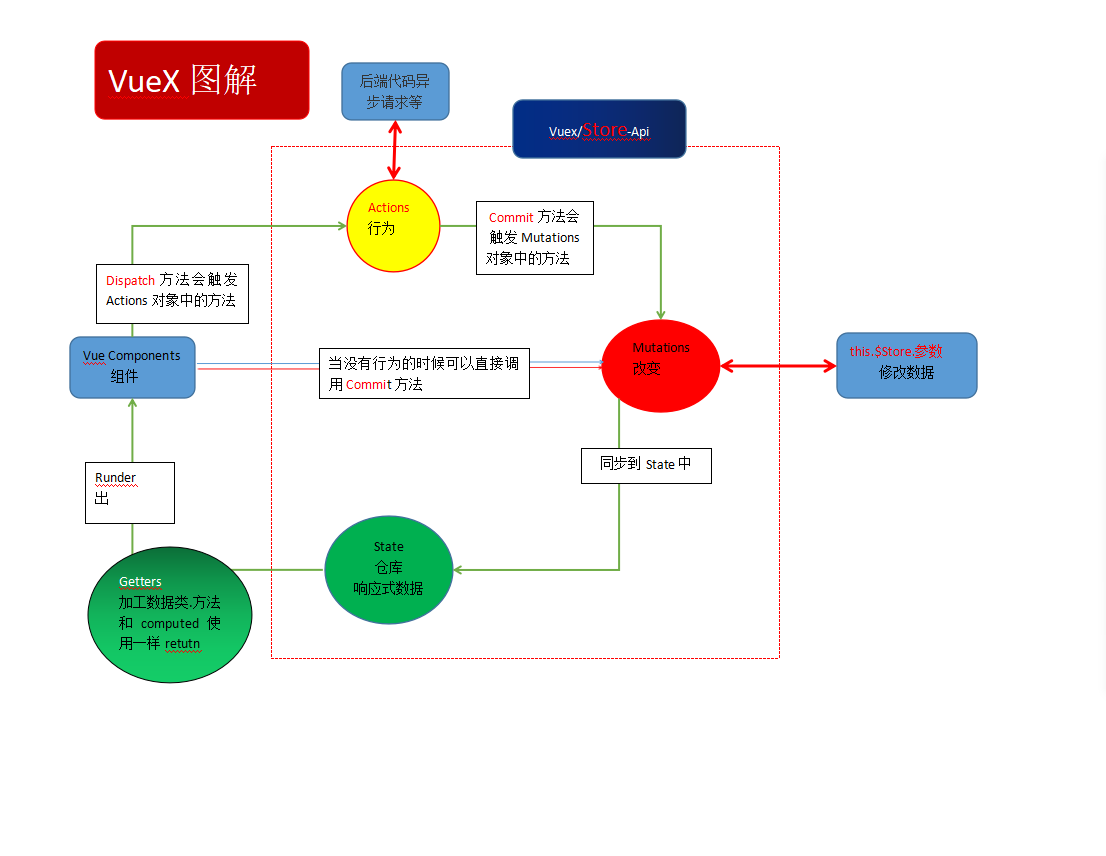 VueX 图解
后端代码异
步请求等
Vuex/Store-Api
Actions
行为
Commit 方法会
触发 Mutations
对象中的方法
Dispatch 方法会触发
Actions 对象中的方法
Vue Components
组件
当没有行为的时候可以直接调
用 Commit 方法
Mutations
改变
this.$Store.参数
修改数据
同步到 State 中
Runder
出
State
仓库
响应式数据
Getters
加工数据类.方法
和 computed 使
用一样 retutn